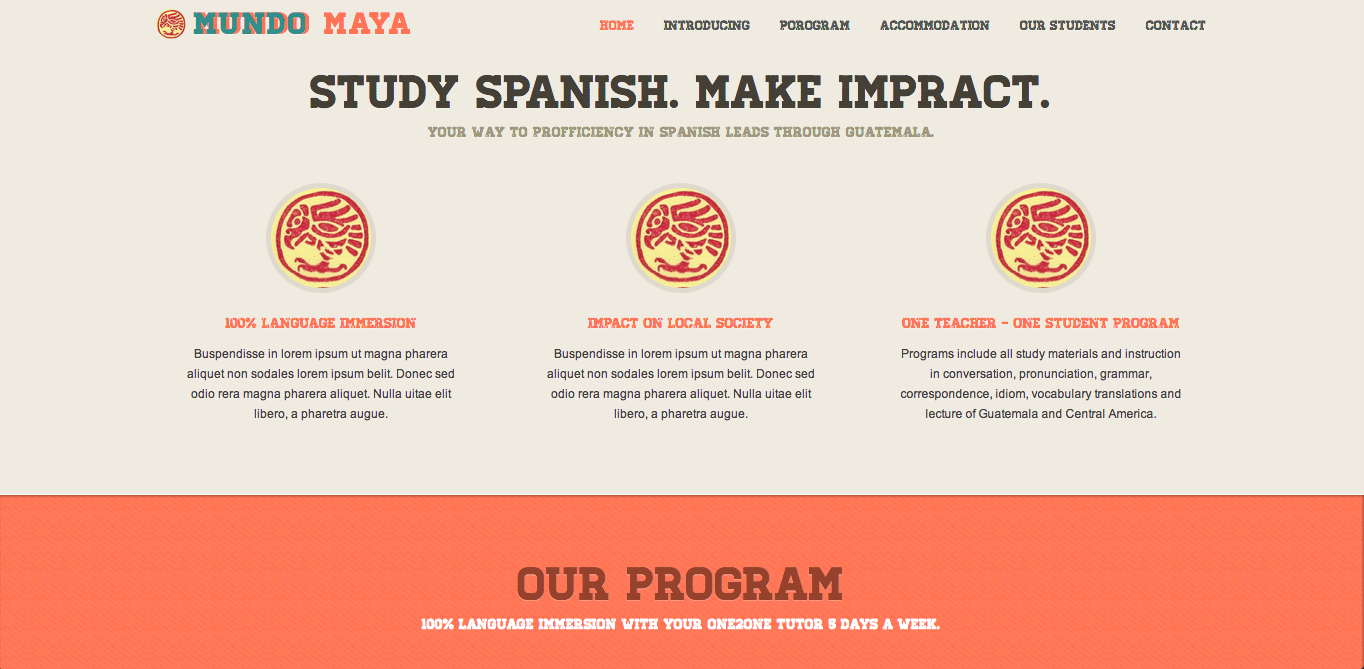 MUNDO MAYA
HOME INTRODUCING POROGRAM ACCOMMODATION OUR STUDENTS CONTACT
STUDY SPANISH. MAKE IMPRACT.
YOUR WAY TO PROFFICIENCY IN SPANISH LEADS THROUGH GUATEMALA.
100% LANGUAGE IMMERSION
Buspendisse in lorem ipsum ut magna pharera
aliquet non sodales lorem ipsum belit. Donec sed
odio rera magna pharera aliquet. Nulla uitae elit
libero, a pharetra augue.
IMPACT ON LOCAL SOCIETY
Buspendisse in lorem ipsum ut magna pharera
aliquet non sodales lorem ipsum belit. Donec sed
odio rera magna pharera aliquet. Nulla uitae elit
libero, a pharetra augue.
ONE TEACHER - ONE STUDENT PROGRAM
Programs include all study materials and instruction
in conversation, pronunciation, grammar,
correspondence, idiom, vocabulary translations and
lecture of Guatemala and Central America.
OUR PROGRAM
100% LANGUAGE IMMERSION WITH YOUR ONE2ONE TUTOR 5 DAYS A WEEK.